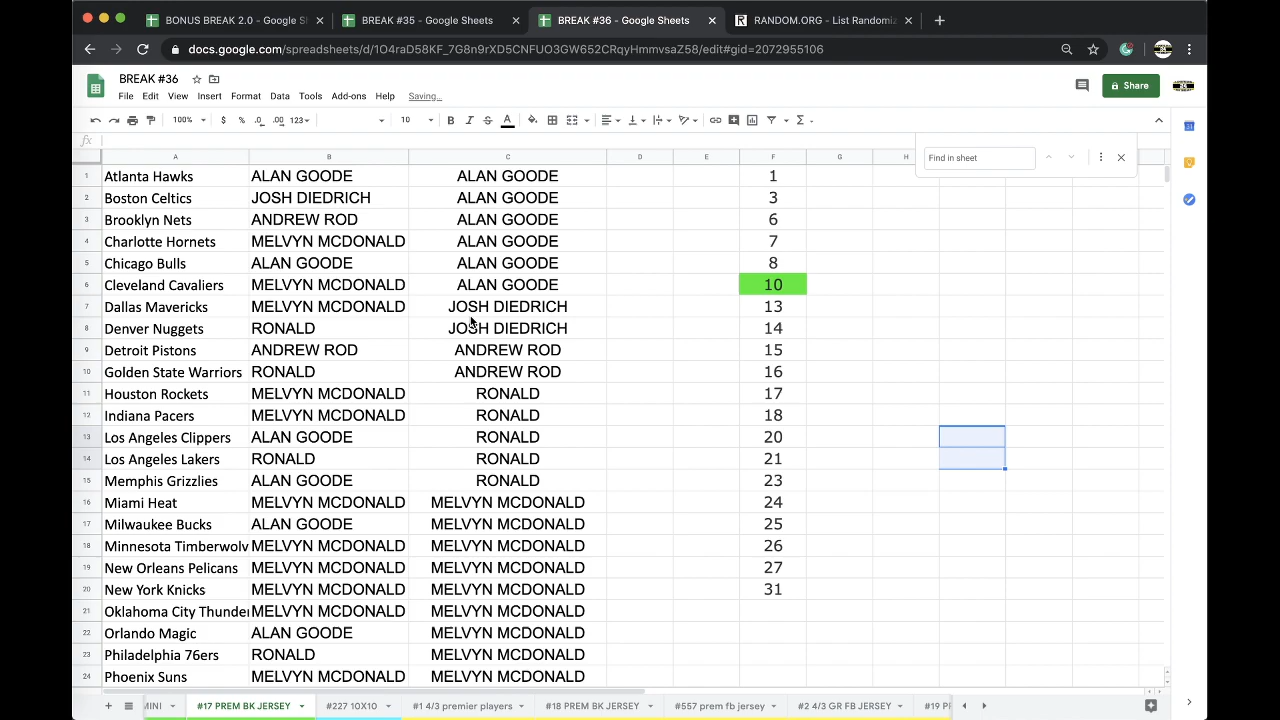 BONUS BREAK 2.0 - Google S
BREAK #35 - Google Sheets
BREAK #36 - Google Sheets
RANDOM.ORG - List Randomiz
docs.google.com/spreadsheets/d/1O4raD58KF_7G8n9rXD5CNFUO3GW652CRqyHmmvsaZ58/edit#gid=2072955106
BREAK #36
File Edit View Insert Format Data Tools Add-ons Help Saving...
Share
100% $ % .0 .00 123 10 B I S A
fx
Find in sheet
A B C D E F G H
1 Atlanta Hawks ALAN GOODE ALAN GOODE 1
2 Boston Celtics JOSH DIEDRICH ALAN GOODE 3
3 Brooklyn Nets ANDREW ROD ALAN GOODE 6
4 Charlotte Hornets MELVYN MCDONALD ALAN GOODE 7
5 Chicago Bulls ALAN GOODE ALAN GOODE 8
6 Cleveland Cavaliers MELVYN MCDONALD ALAN GOODE 10
7 Dallas Mavericks MELVYN MCDONALD JOSH DIEDRICH 13
8 Denver Nuggets RONALD JOSH DIEDRICH 14
9 Detroit Pistons ANDREW ROD ANDREW ROD 15
10 Golden State Warriors RONALD ANDREW ROD 16
11 Houston Rockets MELVYN MCDONALD RONALD 17
12 Indiana Pacers MELVYN MCDONALD RONALD 18
13 Los Angeles Clippers ALAN GOODE RONALD 20
14 Los Angeles Lakers RONALD RONALD 21
15 Memphis Grizzlies ALAN GOODE RONALD 23
16 Miami Heat MELVYN MCDONALD MELVYN MCDONALD 24
17 Milwaukee Bucks ALAN GOODE MELVYN MCDONALD 25
18 Minnesota Timberwolv MELVYN MCDONALD MELVYN MCDONALD 26
19 New Orleans Pelicans MELVYN MCDONALD MELVYN MCDONALD 27
20 New York Knicks MELVYN MCDONALD MELVYN MCDONALD 31
21 Oklahoma City Thunder MELVYN MCDONALD MELVYN MCDONALD
22 Orlando Magic ALAN GOODE MELVYN MCDONALD
23 Philadelphia 76ers RONALD MELVYN MCDONALD
24 Phoenix Suns MELVYN MCDONALD MELVYN MCDONALD
MINI #17 PREM BK JERSEY #227 10X10 #1 4/3 premier players #18 PREM BK JERSEY #557 prem fb jersey #2 4/3 GR FB JERSEY #19 P